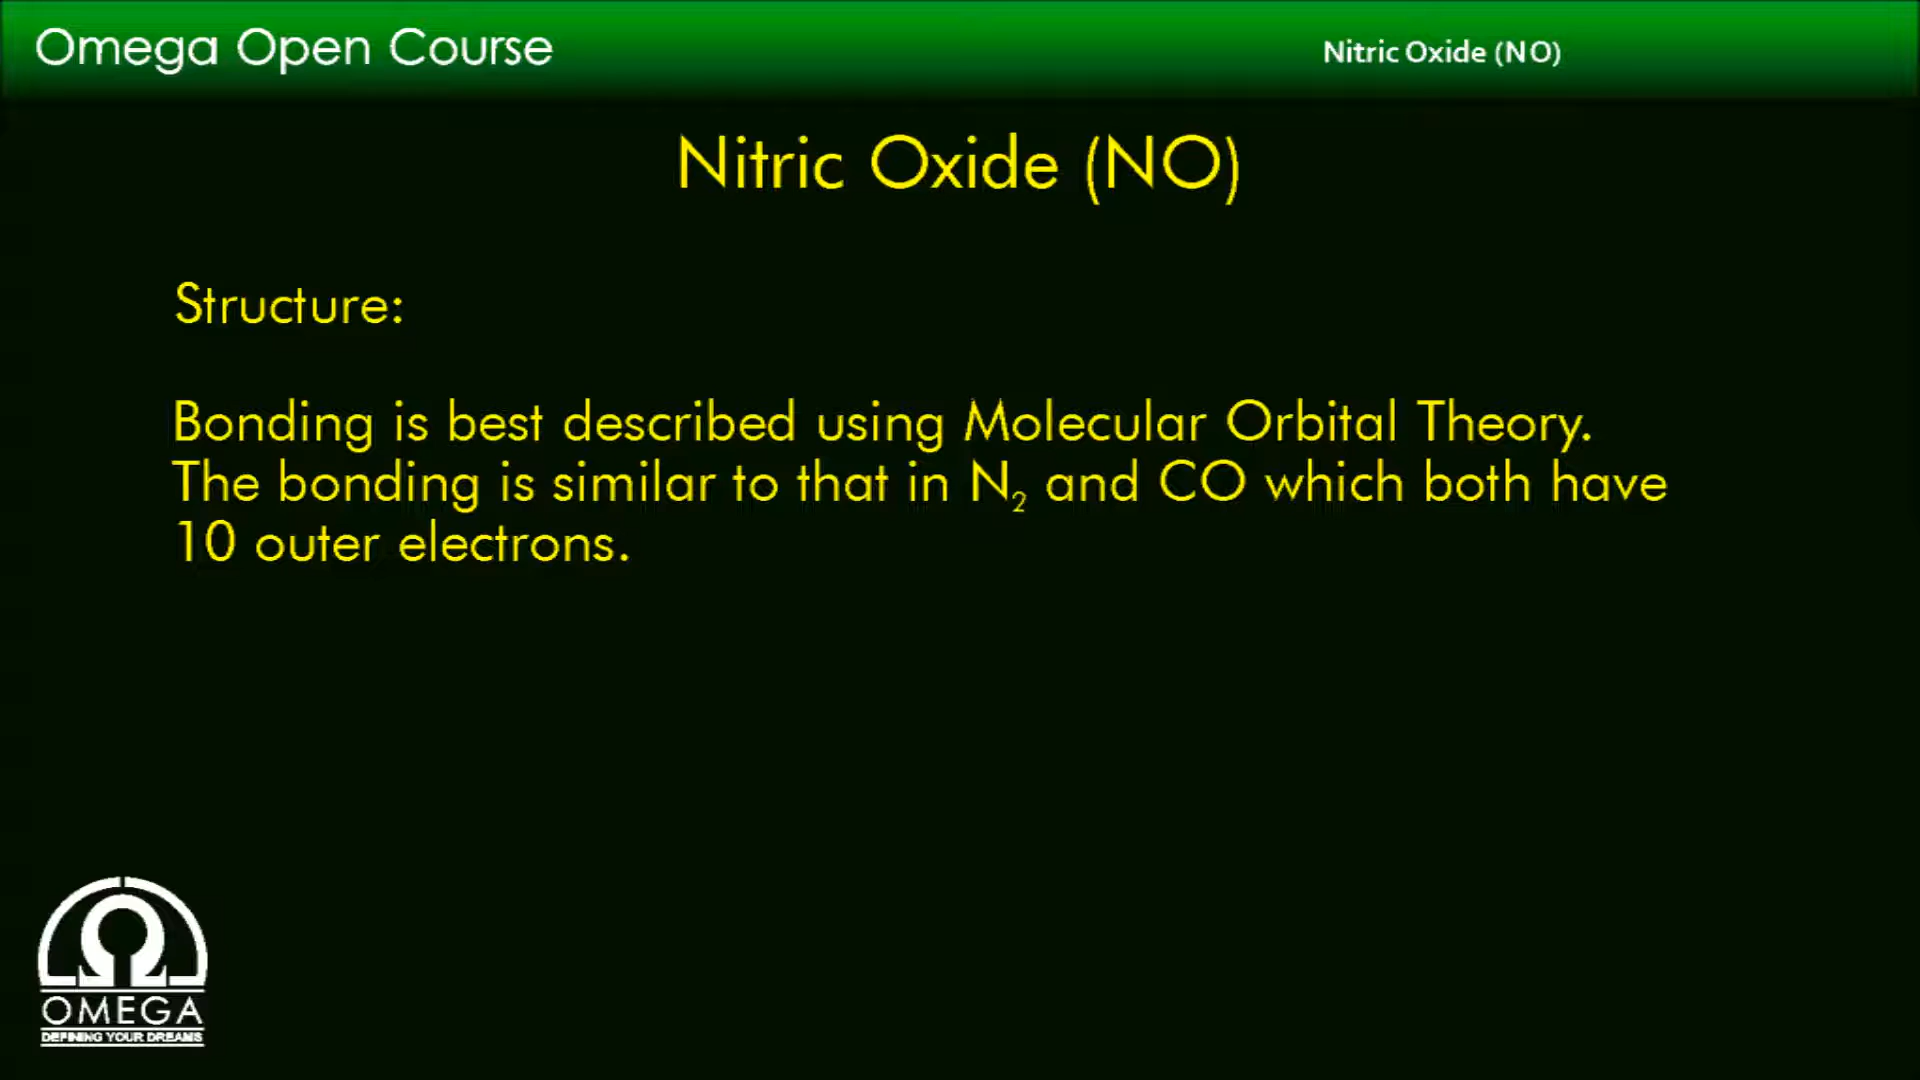 Omega Open Course
Nitric Oxide (NO)
Nitric Oxide (NO)
Structure:
Bonding is best described using Molecular Orbital Theory.
The bonding is similar to that in N₂ and CO which both have
10 outer electrons.
OMEGA
DEFINING YOUR DREAMS